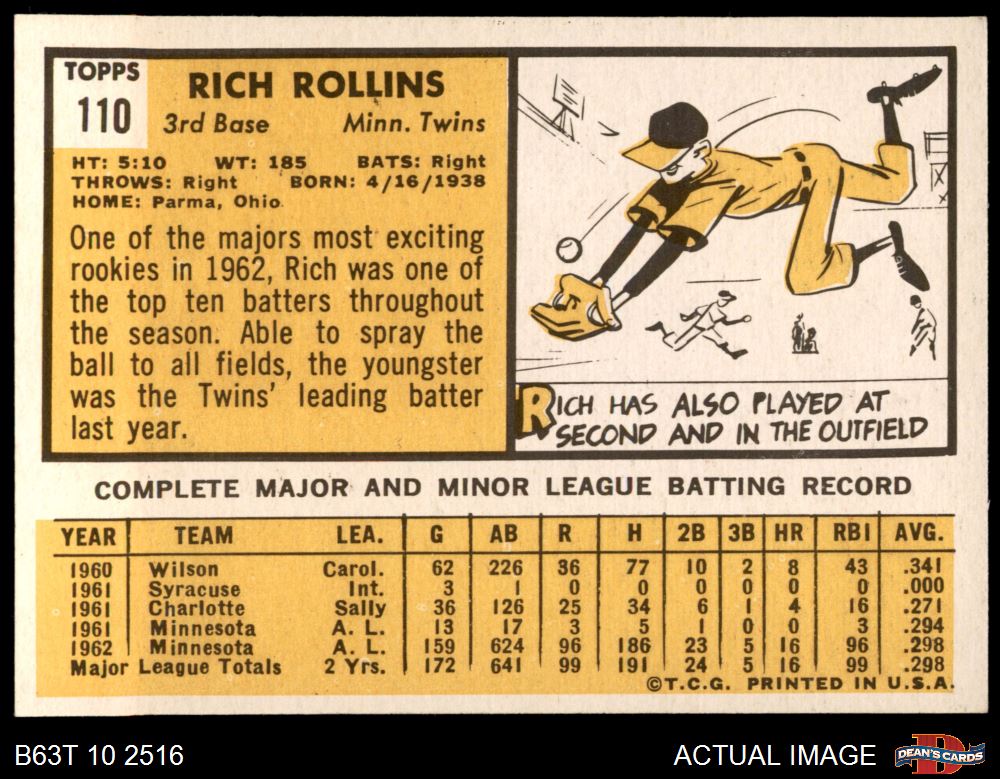 TOPPS
110
RICH ROLLINS
3rd Base Minn. Twins
HT: 5:10 WT: 185 BATS: Right
THROWS: Right BORN: 4/16/1938
HOME: Parma, Ohio
One of the majors most exciting
rookies in 1962, Rich was one of
the top ten batters throughout
the season. Able to spray the
ball to all fields, the youngster
was the Twins' leading batter
last year.
RICH HAS ALSO PLAYED AT
SECOND AND IN THE OUTFIELD
COMPLETE MAJOR AND MINOR LEAGUE BATTING RECORD
YEAR TEAM LEA. G AB R H 2B 3B HR RBI AVG.
1960 Wilson Carol. 62 226 36 77 10 2 8 43 .341
1961 Syracuse Int. 3 1 0 0 0 0 0 0 .000
1961 Charlotte Sally 36 126 25 34 6 1 4 16 .271
1961 Minnesota A. L. 13 17 3 5 1 0 0 3 .294
1962 Minnesota A. L. 159 624 96 186 23 5 16 96 .298
Major League Totals 2 Yrs. 172 641 99 191 24 5 16 99 .298
©T.C.G. PRINTED IN U.S.A.
B63T 10 2516 ACTUAL IMAGE
DEAN'S CARDS